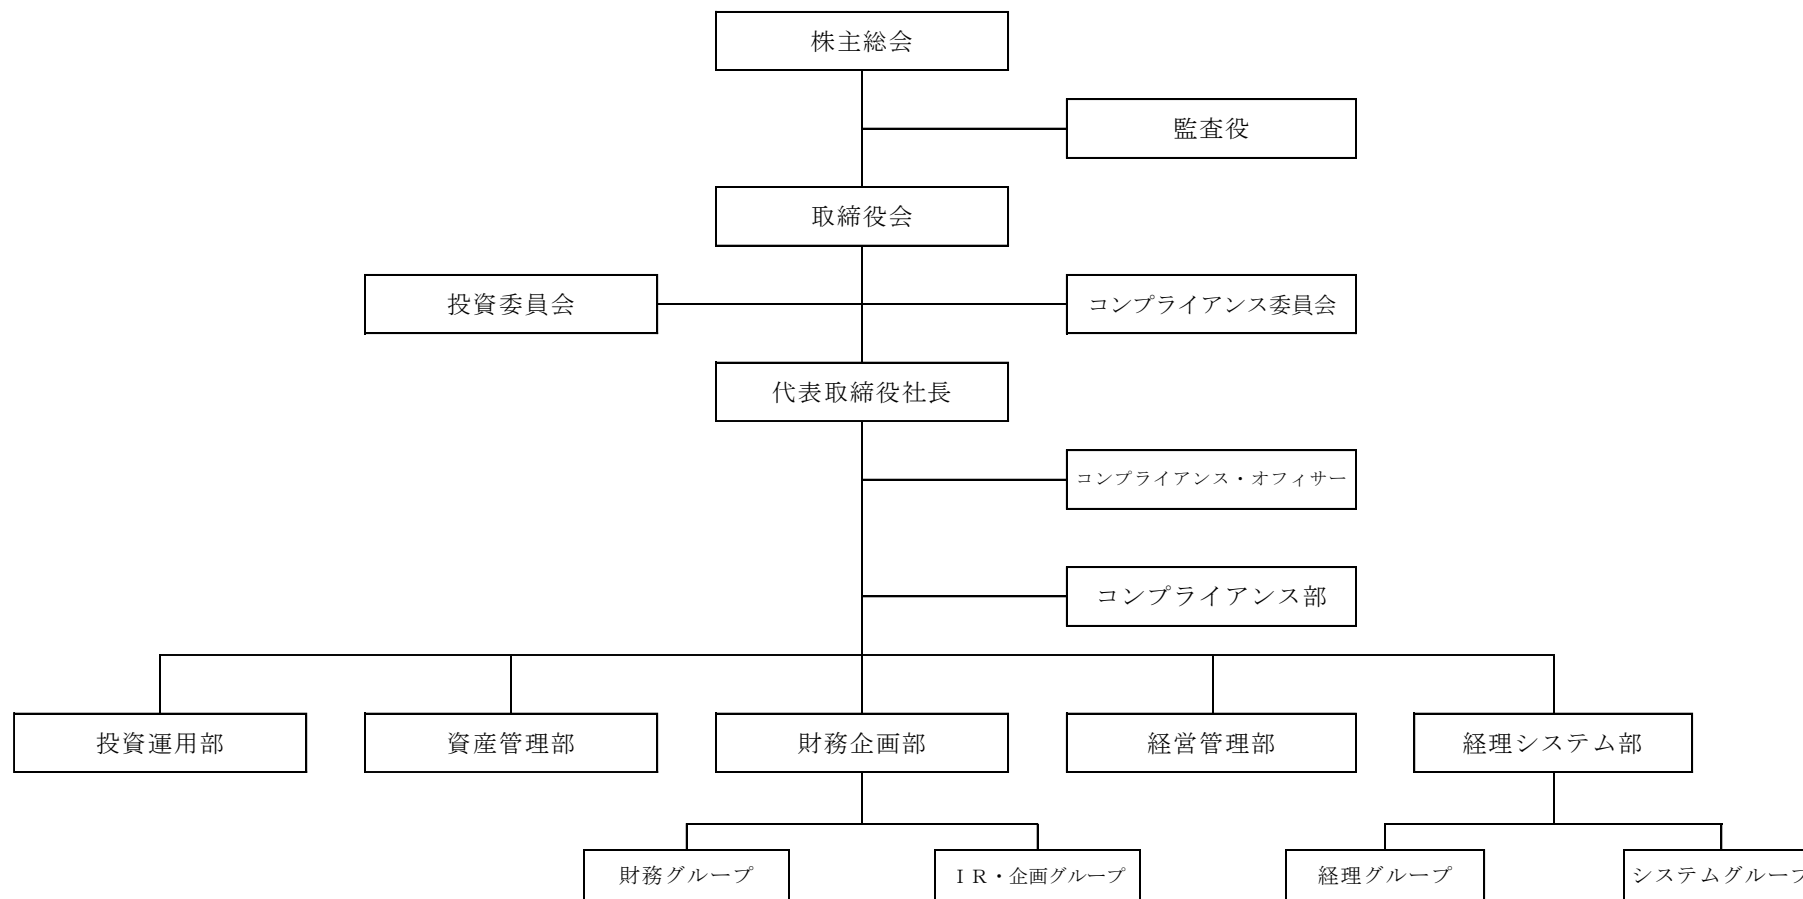 株主総会
監査役
取締役会
投資委員会
コンプライアンス委員会
代表取締役社長
コンプライアンス・オフィサー
コンプライアンス部
投資運用部
資産管理部
財務企画部
経営管理部
経理システム部
財務グループ
ＩＲ・企画グループ
経理グループ
システムグループ